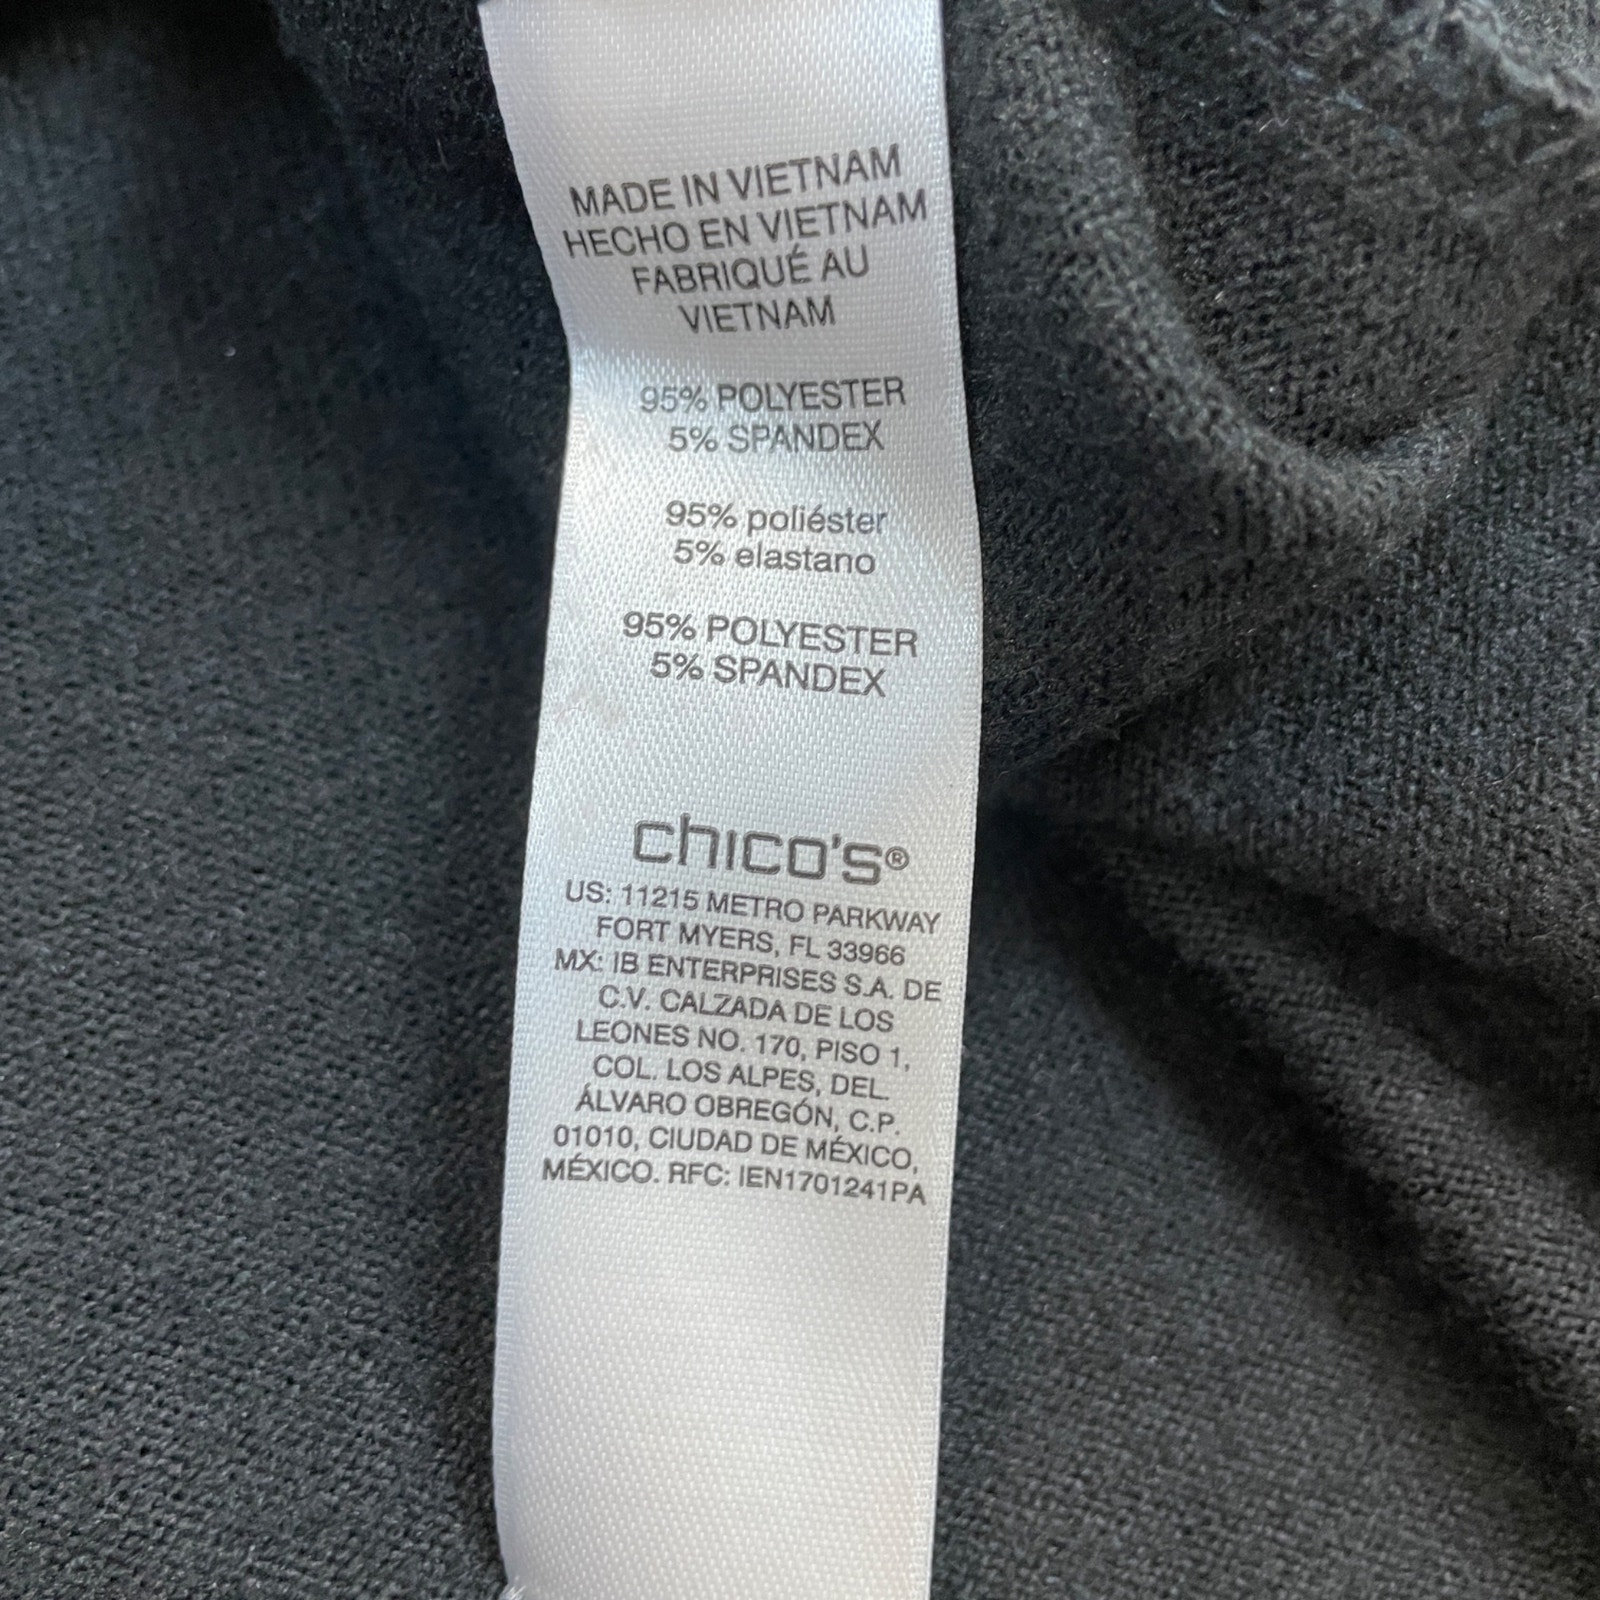 MADE IN VIETNAM
HECHO EN VIETNAM
FABRIQUÉ AU
VIETNAM
95% POLYESTER
5% SPANDEX
95% poliéster
5% elastano
95% POLYESTER
5% SPANDEX
chico's®
US: 11215 METRO PARKWAY
FORT MYERS, FL 33966
MX: IB ENTERPRISES S.A. DE
C.V. CALZADA DE LOS
LEONES NO. 170, PISO 1,
COL. LOS ALPES, DEL.
ÁLVARO OBREGÓN, C.P.
01010, CIUDAD DE MÉXICO,
MÉXICO. RFC: IEN1701241PA